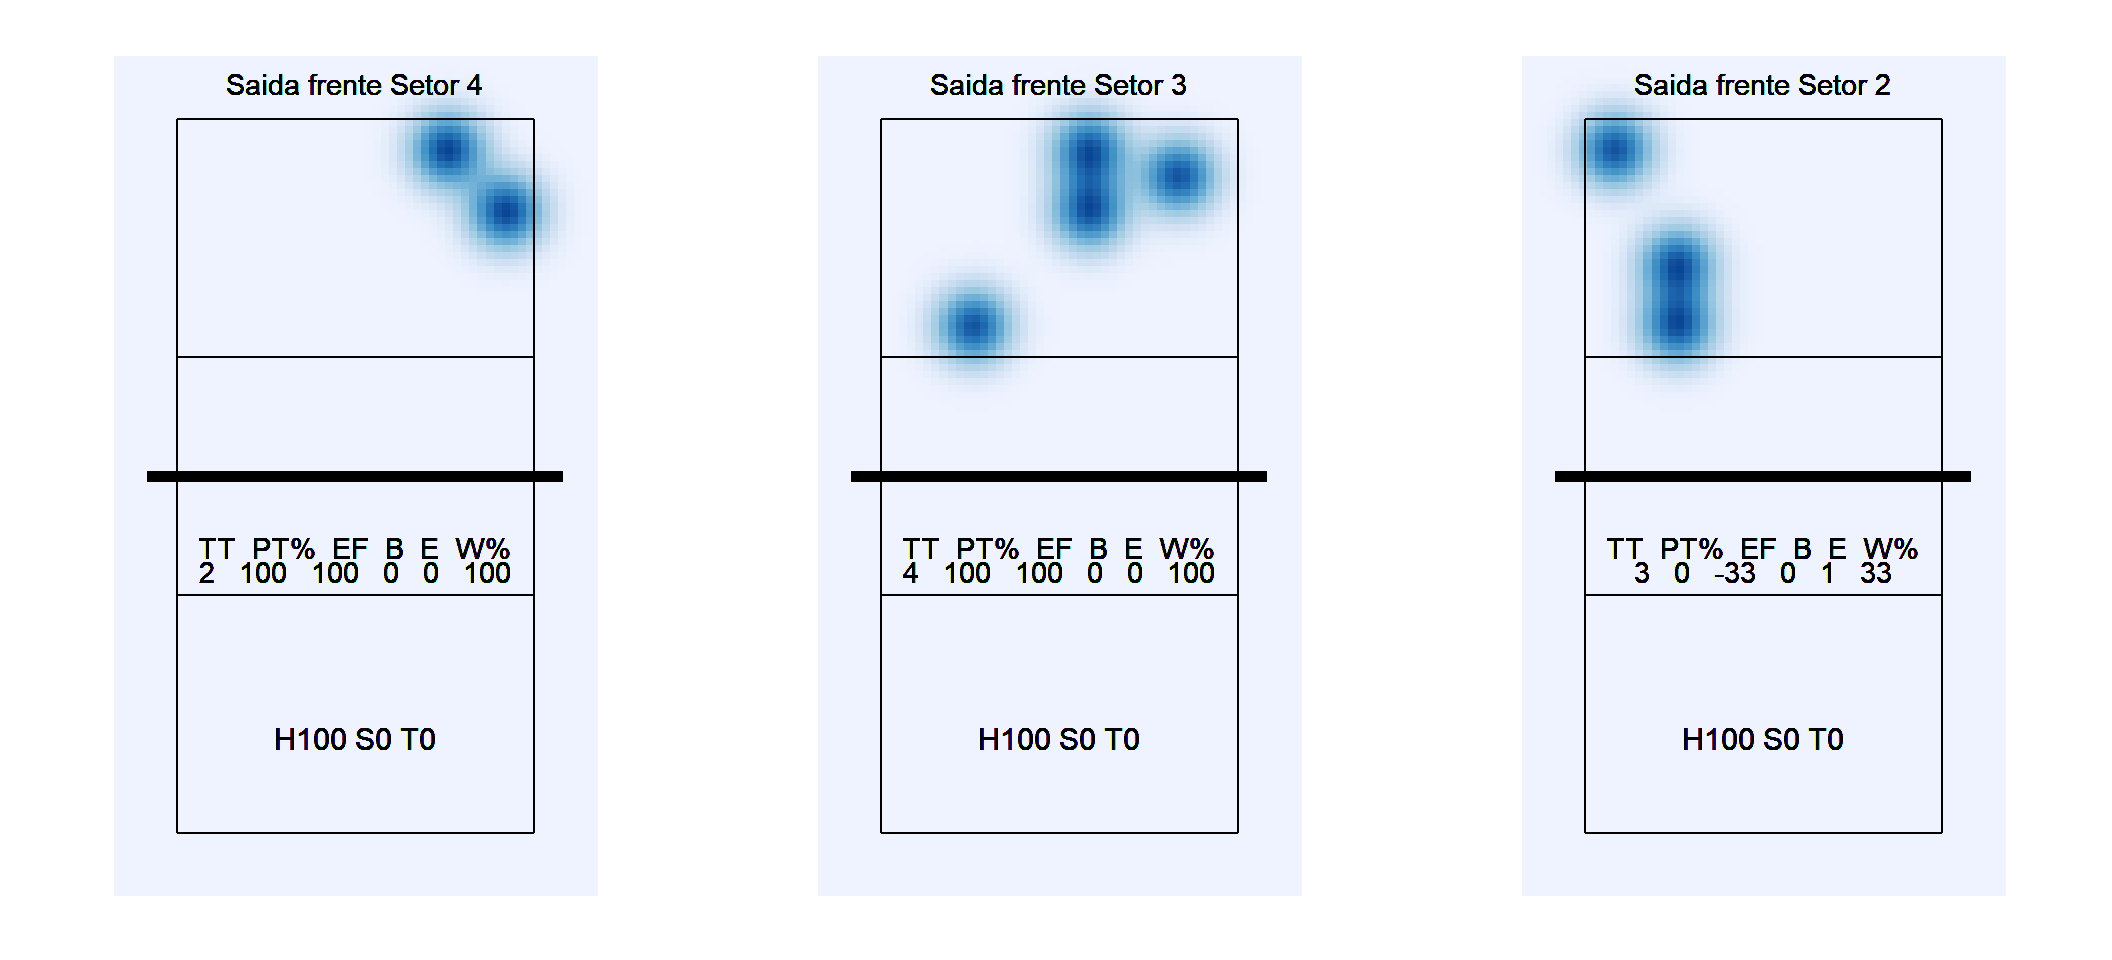 Saida frente Setor 4
TT PT% EF B E W%
2 100 100 0 0 100
H100 S0 T0
Saida frente Setor 3
TT PT% EF B E W%
4 100 100 0 0 100
H100 S0 T0
Saida frente Setor 2
TT PT% EF B E W%
3 0 -33 0 1 33
H100 S0 T0